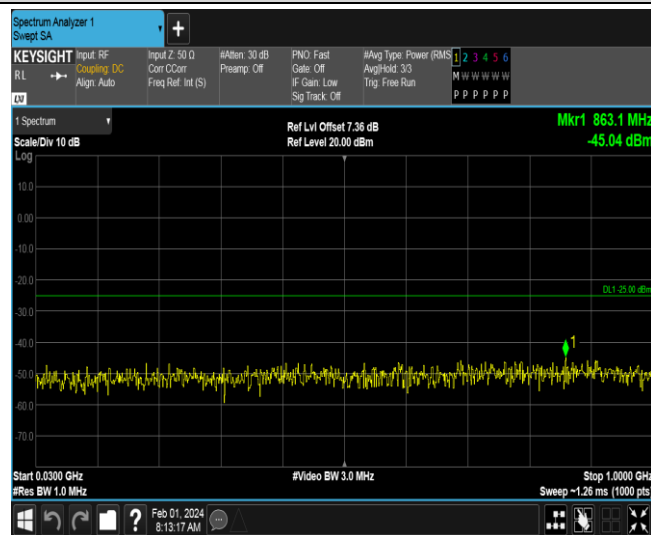 Spectrum Analyzer 1
Swept SA
+
KEYSIGHT Input: RF Input Z: 50 Ω #Atten: 30 dB PNO: Fast #Avg Type: Power (RMS 1 2 3 4 5 6
RL Coupling: DC Corr CCorr Preamp: Off Gate: Off Avg|Hold: 3/3 M W W W W W
Align: Auto Freq Ref: Int (S) IF Gain: Low Trig: Free Run
LXI Sig Track: Off P P P P P P
1 Spectrum Ref Lvl Offset 7.36 dB Mkr1 863.1 MHz
Scale/Div 10 dB Ref Level 20.00 dBm -45.04 dBm
Log
10.0
0.00
-10.0
-20.0
DL1 -25.00 dBm
-30.0
-40.0
1
-50.0
-60.0
-70.0
Start 0.0300 GHz #Video BW 3.0 MHz Stop 1.0000 GHz
#Res BW 1.0 MHz Sweep ~1.26 ms (1000 pts)
? Feb 01, 2024
8:13:17 AM